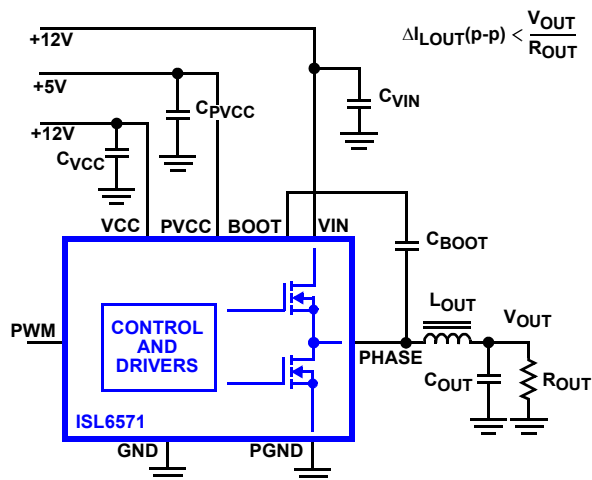 ΔI_LOUT(p-p) < V_OUT / R_OUT
+12V
+5V
+12V
C_PVCC
C_VIN
C_VCC
VCC PVCC BOOT VIN
C_BOOT
L_OUT
V_OUT
PWM
CONTROL
AND
DRIVERS
PHASE
C_OUT
R_OUT
ISL6571
GND
PGND